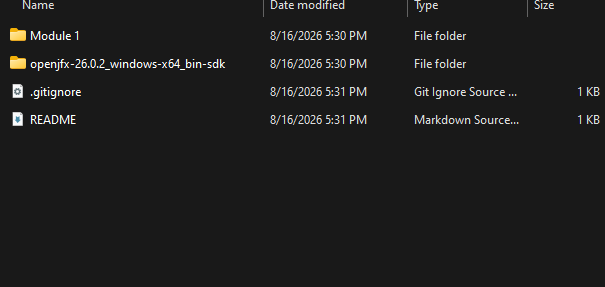 Name Date modified Type Size
Module 1 8/16/2026 5:30 PM File folder
openjfx-26.0.2_windows-x64_bin-sdk 8/16/2026 5:30 PM File folder
.gitignore 8/16/2026 5:31 PM Git Ignore Source ... 1 KB
README 8/16/2026 5:31 PM Markdown Source... 1 KB